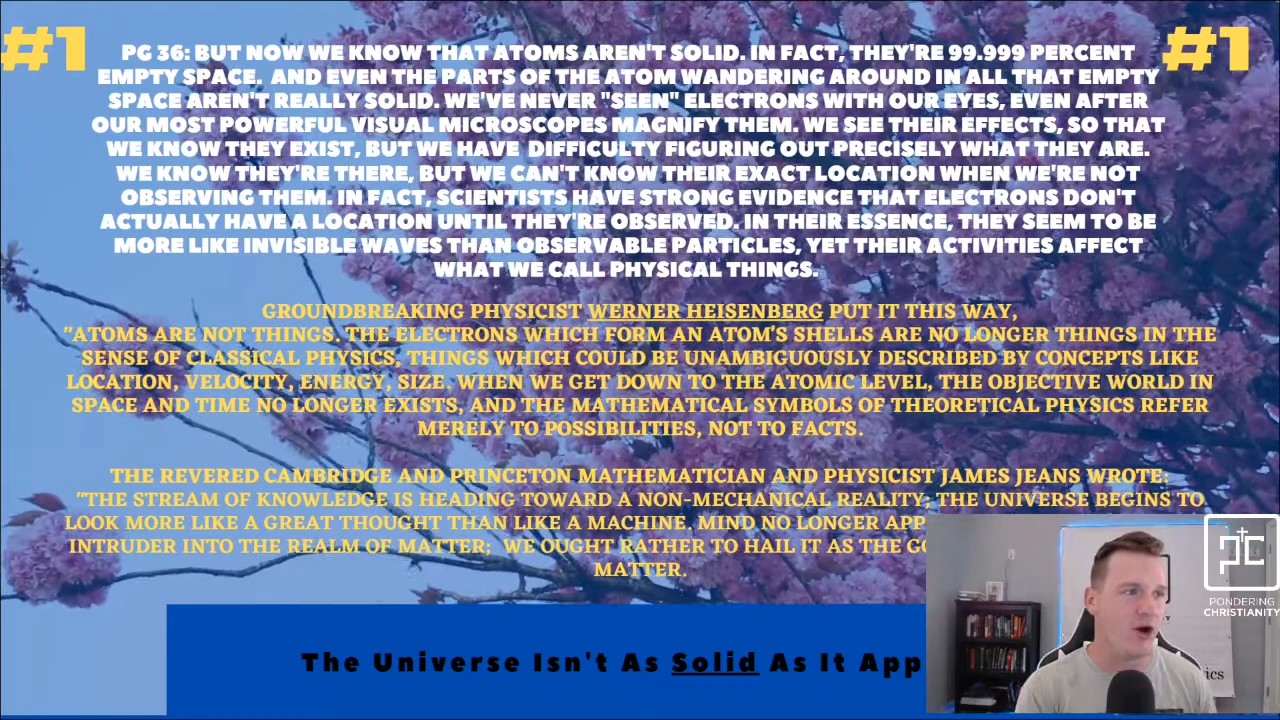 #1
#1
PG 36: BUT NOW WE KNOW THAT ATOMS AREN'T SOLID. IN FACT, THEY'RE 99.999 PERCENT
EMPTY SPACE. AND EVEN THE PARTS OF THE ATOM WANDERING AROUND IN ALL THAT EMPTY
SPACE AREN'T REALLY SOLID. WE'VE NEVER "SEEN" ELECTRONS WITH OUR EYES, EVEN AFTER
OUR MOST POWERFUL VISUAL MICROSCOPES MAGNIFY THEM. WE SEE THEIR EFFECTS, SO THAT
WE KNOW THEY EXIST, BUT WE HAVE DIFFICULTY FIGURING OUT PRECISELY WHAT THEY ARE.
WE KNOW THEY'RE THERE, BUT WE CAN'T KNOW THEIR EXACT LOCATION WHEN WE'RE NOT
OBSERVING THEM. IN FACT, SCIENTISTS HAVE STRONG EVIDENCE THAT ELECTRONS DON'T
ACTUALLY HAVE A LOCATION UNTIL THEY'RE OBSERVED. IN THEIR ESSENCE, THEY SEEM TO BE
MORE LIKE INVISIBLE WAVES THAN OBSERVABLE PARTICLES, YET THEIR ACTIVITIES AFFECT
WHAT WE CALL PHYSICAL THINGS.
GROUNDBREAKING PHYSICIST WERNER HEISENBERG PUT IT THIS WAY,
"ATOMS ARE NOT THINGS. THE ELECTRONS WHICH FORM AN ATOM'S SHELLS ARE NO LONGER THINGS IN THE
SENSE OF CLASSICAL PHYSICS, THINGS WHICH COULD BE UNAMBIGUOUSLY DESCRIBED BY CONCEPTS LIKE
LOCATION, VELOCITY, ENERGY, SIZE. WHEN WE GET DOWN TO THE ATOMIC LEVEL, THE OBJECTIVE WORLD IN
SPACE AND TIME NO LONGER EXISTS, AND THE MATHEMATICAL SYMBOLS OF THEORETICAL PHYSICS REFER
MERELY TO POSSIBILITIES, NOT TO FACTS.
THE REVERED CAMBRIDGE AND PRINCETON MATHEMATICIAN AND PHYSICIST JAMES JEANS WROTE:
"THE STREAM OF KNOWLEDGE IS HEADING TOWARD A NON-MECHANICAL REALITY; THE UNIVERSE BEGINS TO
LOOK MORE LIKE A GREAT THOUGHT THAN LIKE A MACHINE. MIND NO LONGER APP
INTRUDER INTO THE REALM OF MATTER; WE OUGHT RATHER TO HAIL IT AS THE GO
MATTER.
The Universe Isn't As Solid As It App
PC
PONDERING
CHRISTIANITY
ics